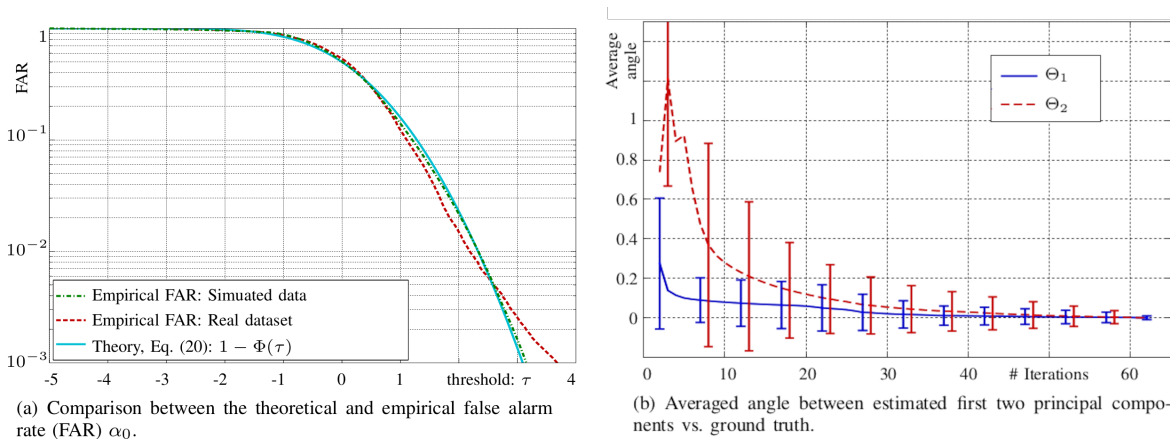 1
10⁻¹
10⁻²
10⁻³
FAR
Empirical FAR: Simuated data
Empirical FAR: Real dataset
Theory, Eq. (20): 1 − Φ(τ)
-5 -4 -3 -2 -1 0 1 threshold: τ 4
(a) Comparison between the theoretical and empirical false alarm
rate (FAR) α₀.
Average
angle
1
0.8
0.6
0.4
0.2
0
Θ₁
Θ₂
0 10 20 30 40 # Iterations 60
(b) Averaged angle between estimated first two principal compo-
nents vs. ground truth.